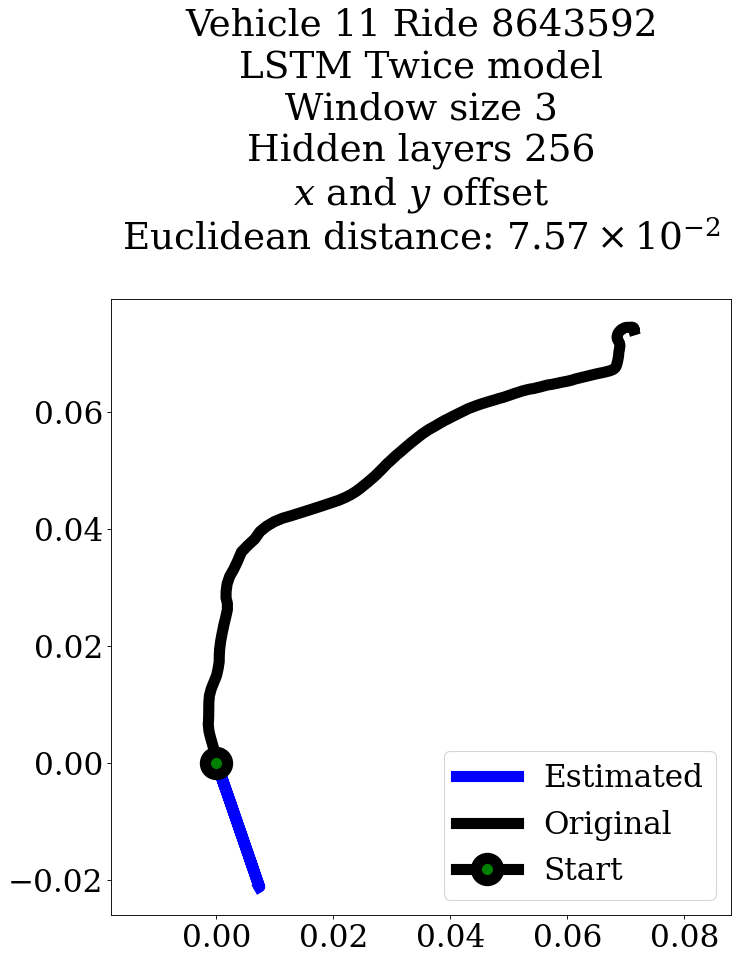 Vehicle 11 Ride 8643592
LSTM Twice model
Window size 3
Hidden layers 256
x and y offset
Euclidean distance: 7.57 × 10⁻²
0.06
0.04
0.02
0.00
−0.02
Estimated
Original
Start
0.00 0.02 0.04 0.06 0.08